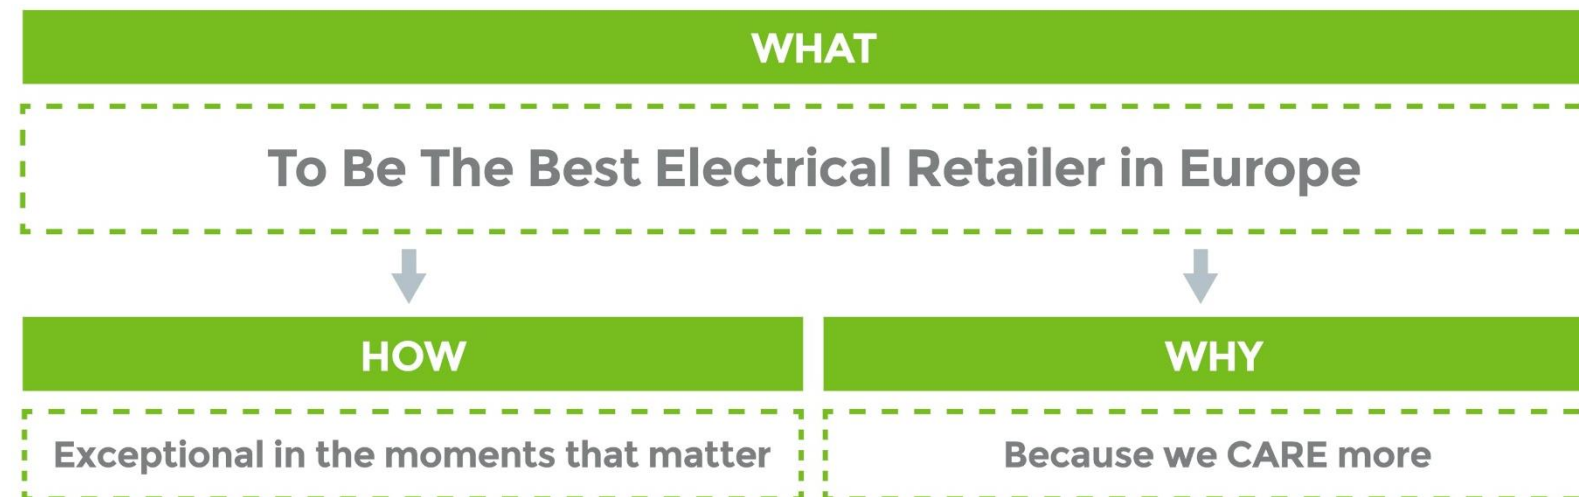 WHAT
To Be The Best Electrical Retailer in Europe
HOW
WHY
Exceptional in the moments that matter
Because we CARE more